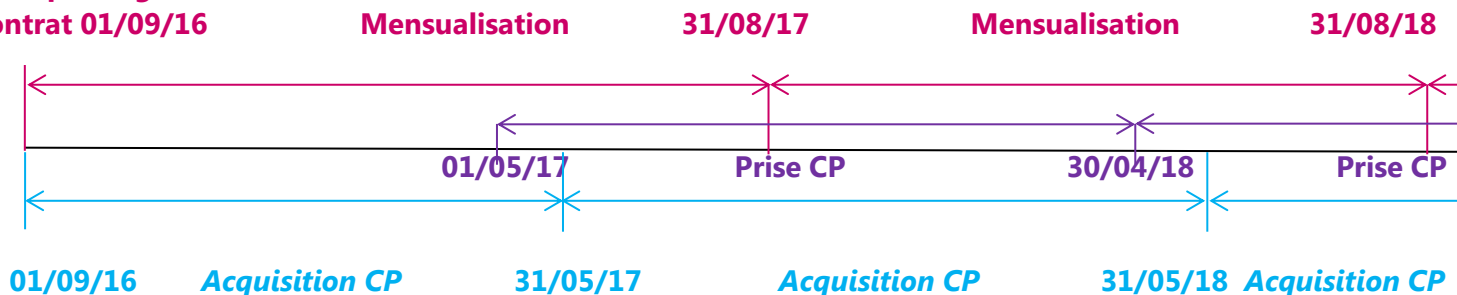 Contrat 01/09/16 Mensualisation 31/08/17 Mensualisation 31/08/18
01/05/17 Prise CP 30/04/18 Prise CP
01/09/16 Acquisition CP 31/05/17 Acquisition CP 31/05/18 Acquisition CP